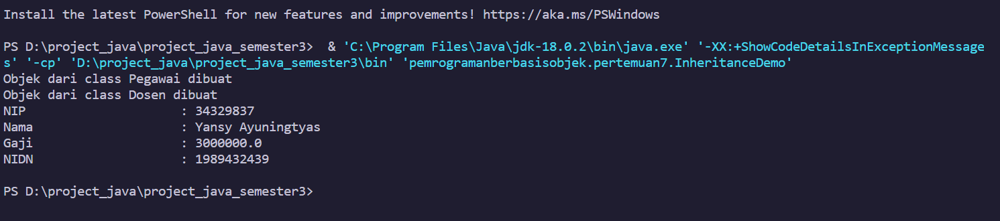 Install the latest PowerShell for new features and improvements! https://aka.ms/PSWindows
PS D:\project_java\project_java_semester3>  & 'C:\Program Files\Java\jdk-18.0.2\bin\java.exe' '-XX:+ShowCodeDetailsInExceptionMessage
s' '-cp' 'D:\project_java\project_java_semester3\bin' 'pemrogramanberbasisobjek.pertemuan7.InheritanceDemo'
Objek dari class Pegawai dibuat
Objek dari class Dosen dibuat
NIP                    : 34329837
Nama                   : Yansy Ayuningtyas
Gaji                   : 3000000.0
NIDN                   : 1989432439
PS D:\project_java\project_java_semester3>